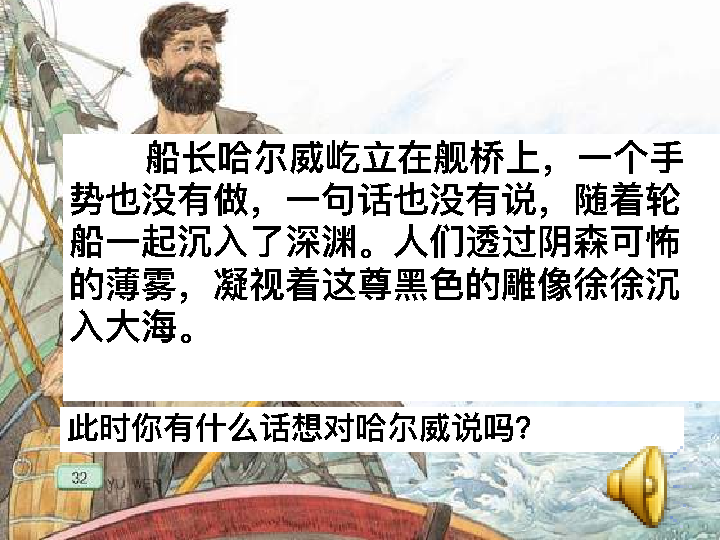 船长哈尔威屹立在舰桥上，一个手
势也没有做，一句话也没有说，随着轮
船一起沉入了深渊。人们透过阴森可怖
的薄雾，凝视着这尊黑色的雕像徐徐沉
入大海。
此时你有什么话想对哈尔威说吗？
32 YU WEN